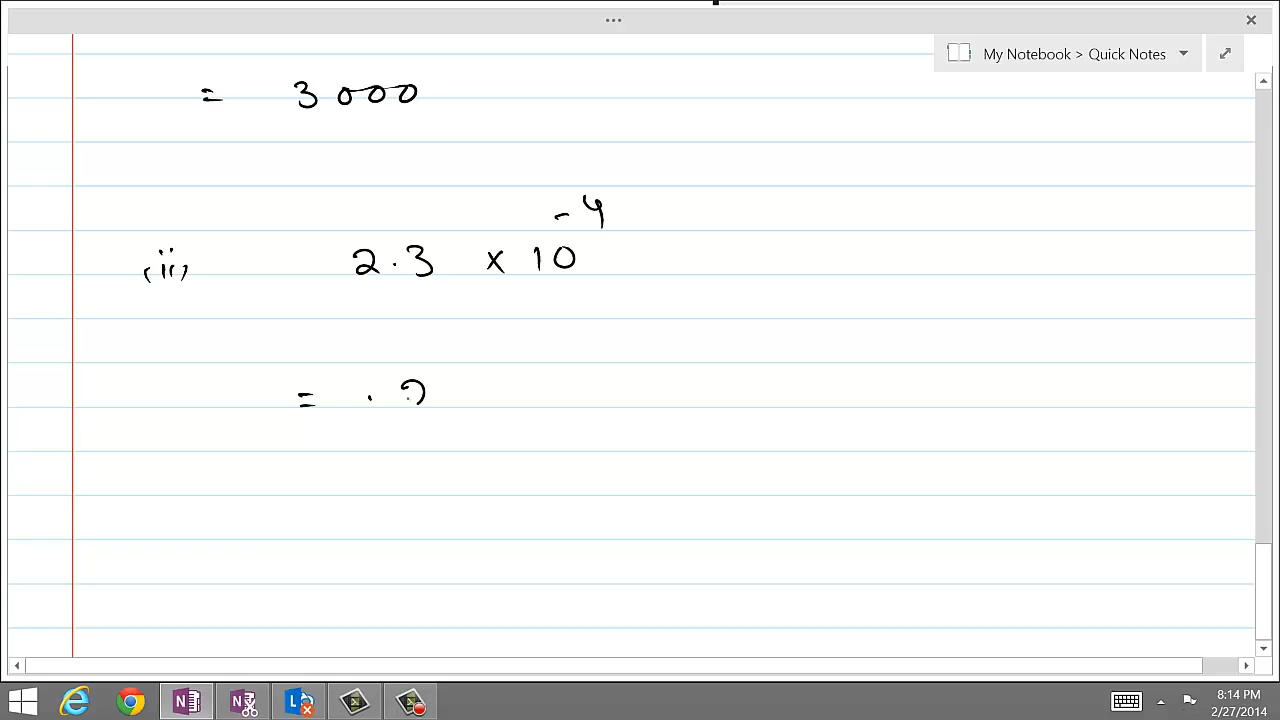 My Notebook > Quick Notes
= 3000
(ii) 2.3 x 10^-4
= .
8:14 PM
2/27/2014